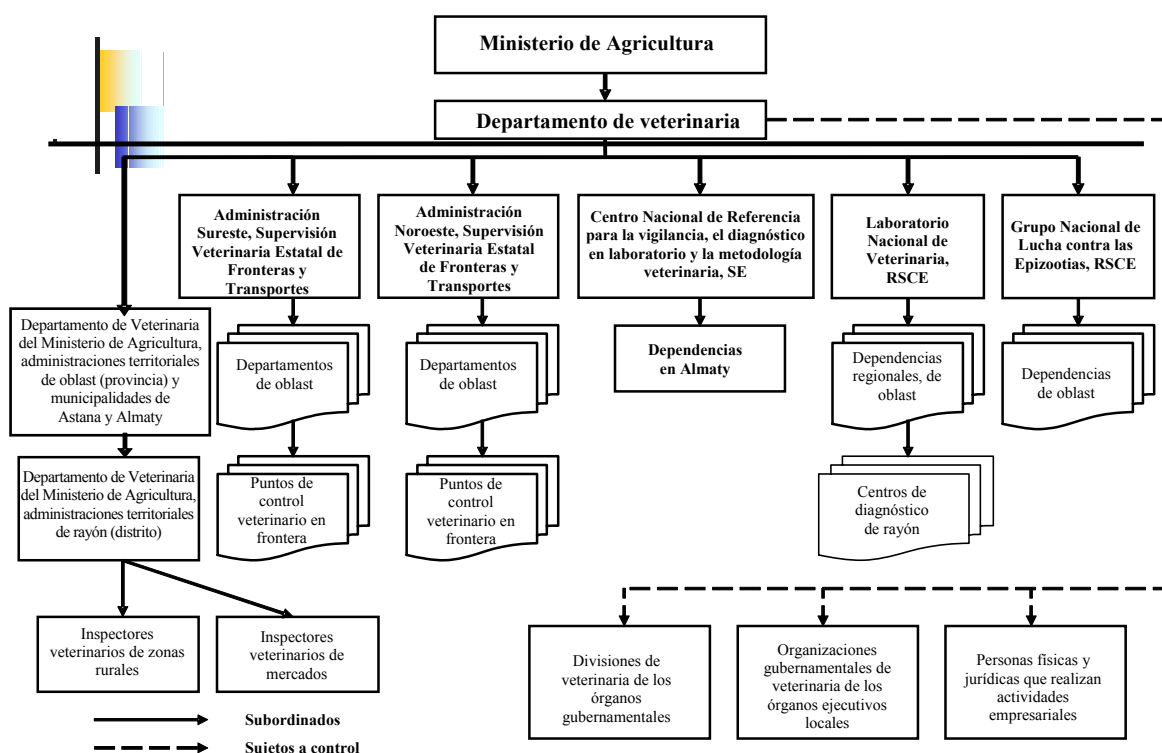 Ministerio de Agricultura
Departamento de veterinaria
Administración
Sureste, Supervisión
Veterinaria Estatal de
Fronteras y
Transportes
Administración
Noroeste, Supervisión
Veterinaria Estatal
de Fronteras y
Transportes
Centro Nacional de Referencia
para la vigilancia, el diagnóstico
en laboratorio y la metodología
veterinaria, SE
Laboratorio
Nacional de
Veterinaria,
RSCE
Grupo Nacional de
Lucha contra las
Epizootias, RSCE
Departamento de Veterinaria
del Ministerio de Agricultura,
administraciones territoriales
de oblast (provincia) y
municipalidades de
Astana y Almaty
Departamentos
de oblast
Departamentos
de oblast
Dependencias
en Almaty
Dependencias
regionales, de
oblast
Dependencias
de oblast
Departamento de Veterinaria
del Ministerio de Agricultura,
administraciones territoriales
de rayón (distrito)
Puntos de
control
veterinario en
frontera
Puntos de
control
veterinario en
frontera
Centros de
diagnóstico
de rayón
Inspectores
veterinarios de zonas
rurales
Inspectores
veterinarios de
mercados
Divisiones de
veterinaria de los
órganos
gubernamentales
Organizaciones
gubernamentales de
veterinaria de los
órganos ejecutivos
locales
Personas físicas y
jurídicas que realizan
actividades
empresariales
Subordinados
Sujetos a control